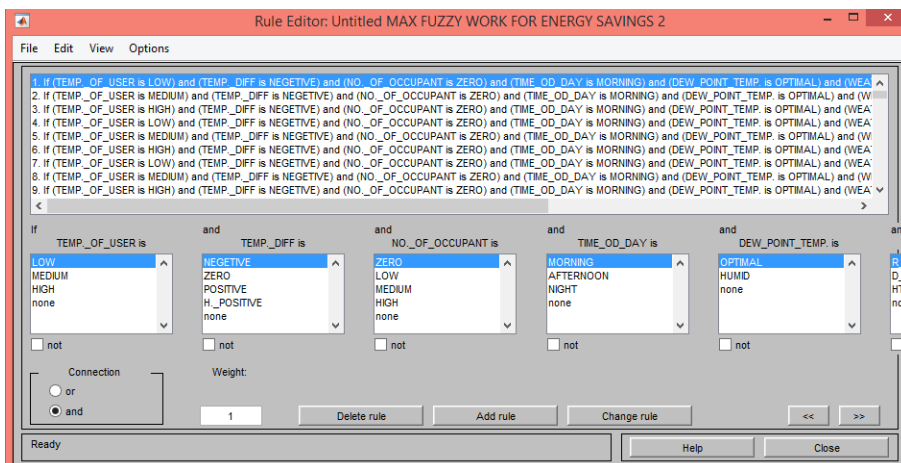 Rule Editor: Untitled MAX FUZZY WORK FOR ENERGY SAVINGS 2
File Edit View Options
1. If (TEMP._OF_USER is LOW) and (TEMP._DIFF is NEGETIVE) and (NO._OF_OCCUPANT is ZERO) and (TIME_OD_DAY is MORNING) and (DEW_POINT_TEMP. is OPTIMAL) and (WEA
2. If (TEMP._OF_USER is MEDIUM) and (TEMP._DIFF is NEGETIVE) and (NO._OF_OCCUPANT is ZERO) and (TIME_OD_DAY is MORNING) and (DEW_POINT_TEMP. is OPTIMAL) and (W
3. If (TEMP._OF_USER is HIGH) and (TEMP._DIFF is NEGETIVE) and (NO._OF_OCCUPANT is ZERO) and (TIME_OD_DAY is MORNING) and (DEW_POINT_TEMP. is OPTIMAL) and (WEA
4. If (TEMP._OF_USER is LOW) and (TEMP._DIFF is NEGETIVE) and (NO._OF_OCCUPANT is ZERO) and (TIME_OD_DAY is MORNING) and (DEW_POINT_TEMP. is OPTIMAL) and (WEA
5. If (TEMP._OF_USER is MEDIUM) and (TEMP._DIFF is NEGETIVE) and (NO._OF_OCCUPANT is ZERO) and (TIME_OD_DAY is MORNING) and (DEW_POINT_TEMP. is OPTIMAL) and (W
6. If (TEMP._OF_USER is HIGH) and (TEMP._DIFF is NEGETIVE) and (NO._OF_OCCUPANT is ZERO) and (TIME_OD_DAY is MORNING) and (DEW_POINT_TEMP. is OPTIMAL) and (WEA
7. If (TEMP._OF_USER is LOW) and (TEMP._DIFF is NEGETIVE) and (NO._OF_OCCUPANT is ZERO) and (TIME_OD_DAY is MORNING) and (DEW_POINT_TEMP. is OPTIMAL) and (WEA
8. If (TEMP._OF_USER is MEDIUM) and (TEMP._DIFF is NEGETIVE) and (NO._OF_OCCUPANT is ZERO) and (TIME_OD_DAY is MORNING) and (DEW_POINT_TEMP. is OPTIMAL) and (W
9. If (TEMP._OF_USER is HIGH) and (TEMP._DIFF is NEGETIVE) and (NO._OF_OCCUPANT is ZERO) and (TIME_OD_DAY is MORNING) and (DEW_POINT_TEMP. is OPTIMAL) and (WEA
If and and and and an
TEMP._OF_USER is TEMP._DIFF is NO._OF_OCCUPANT is TIME_OD_DAY is DEW_POINT_TEMP. is
LOW NEGETIVE ZERO MORNING OPTIMAL R
MEDIUM ZERO LOW AFTERNOON HUMID D_
HIGH POSITIVE MEDIUM NIGHT none
none H._POSITIVE HIGH none
none none
not not not not not
Connection Weight:
or
and 1 Delete rule Add rule Change rule << >>
Ready Help Close